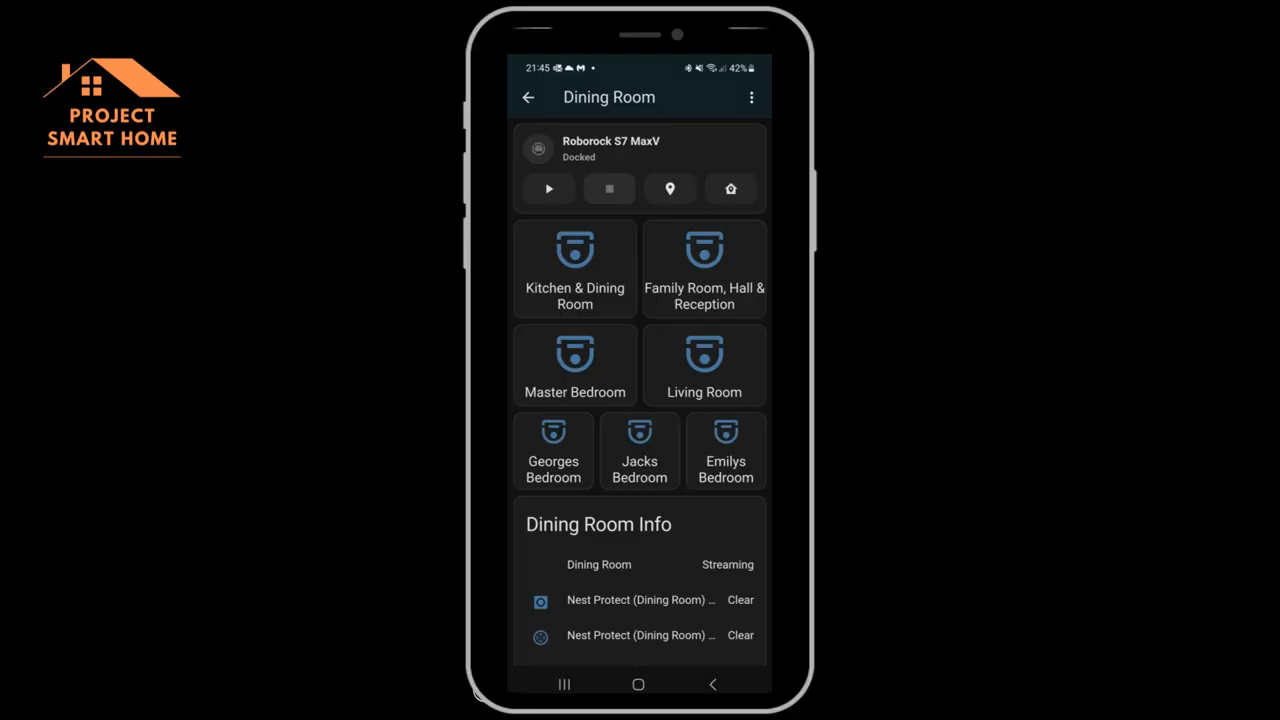 PROJECT
SMART HOME
21:45
42%
Dining Room
Roborock S7 MaxV
Docked
Kitchen & Dining
Room
Family Room, Hall &
Reception
Master Bedroom
Living Room
Georges
Bedroom
Jacks
Bedroom
Emilys
Bedroom
Dining Room Info
Dining Room Streaming
Nest Protect (Dining Room) ... Clear
Nest Protect (Dining Room) ... Clear